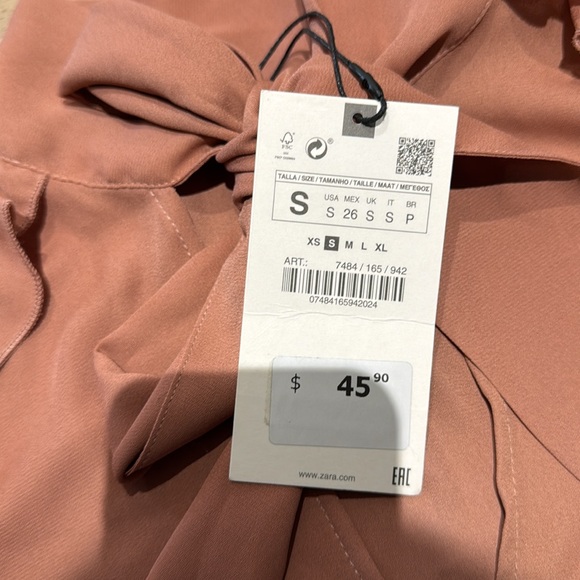 FSC
®
TALLA / SIZE / TAMANHO / TAILLE / MAAT / ΜΕΓΕΘΟΣ
S
USA MEX UK IT BR
S 26 S S P
XS S M L XL
ART.: 7484 / 165 / 942
07484165942024
$ 45 90
www.zara.com
EAC